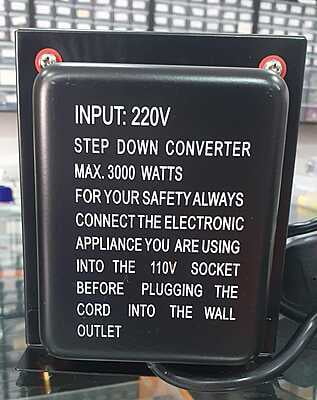 INPUT: 220V
STEP DOWN CONVERTER
MAX. 3000 WATTS
FOR YOUR SAFETY ALWAYS
CONNECT THE ELECTRONIC
APPLIANCE YOU ARE USING
INTO THE 110V SOCKET
BEFORE PLUGGING THE
CORD INTO THE WALL
OUTLET